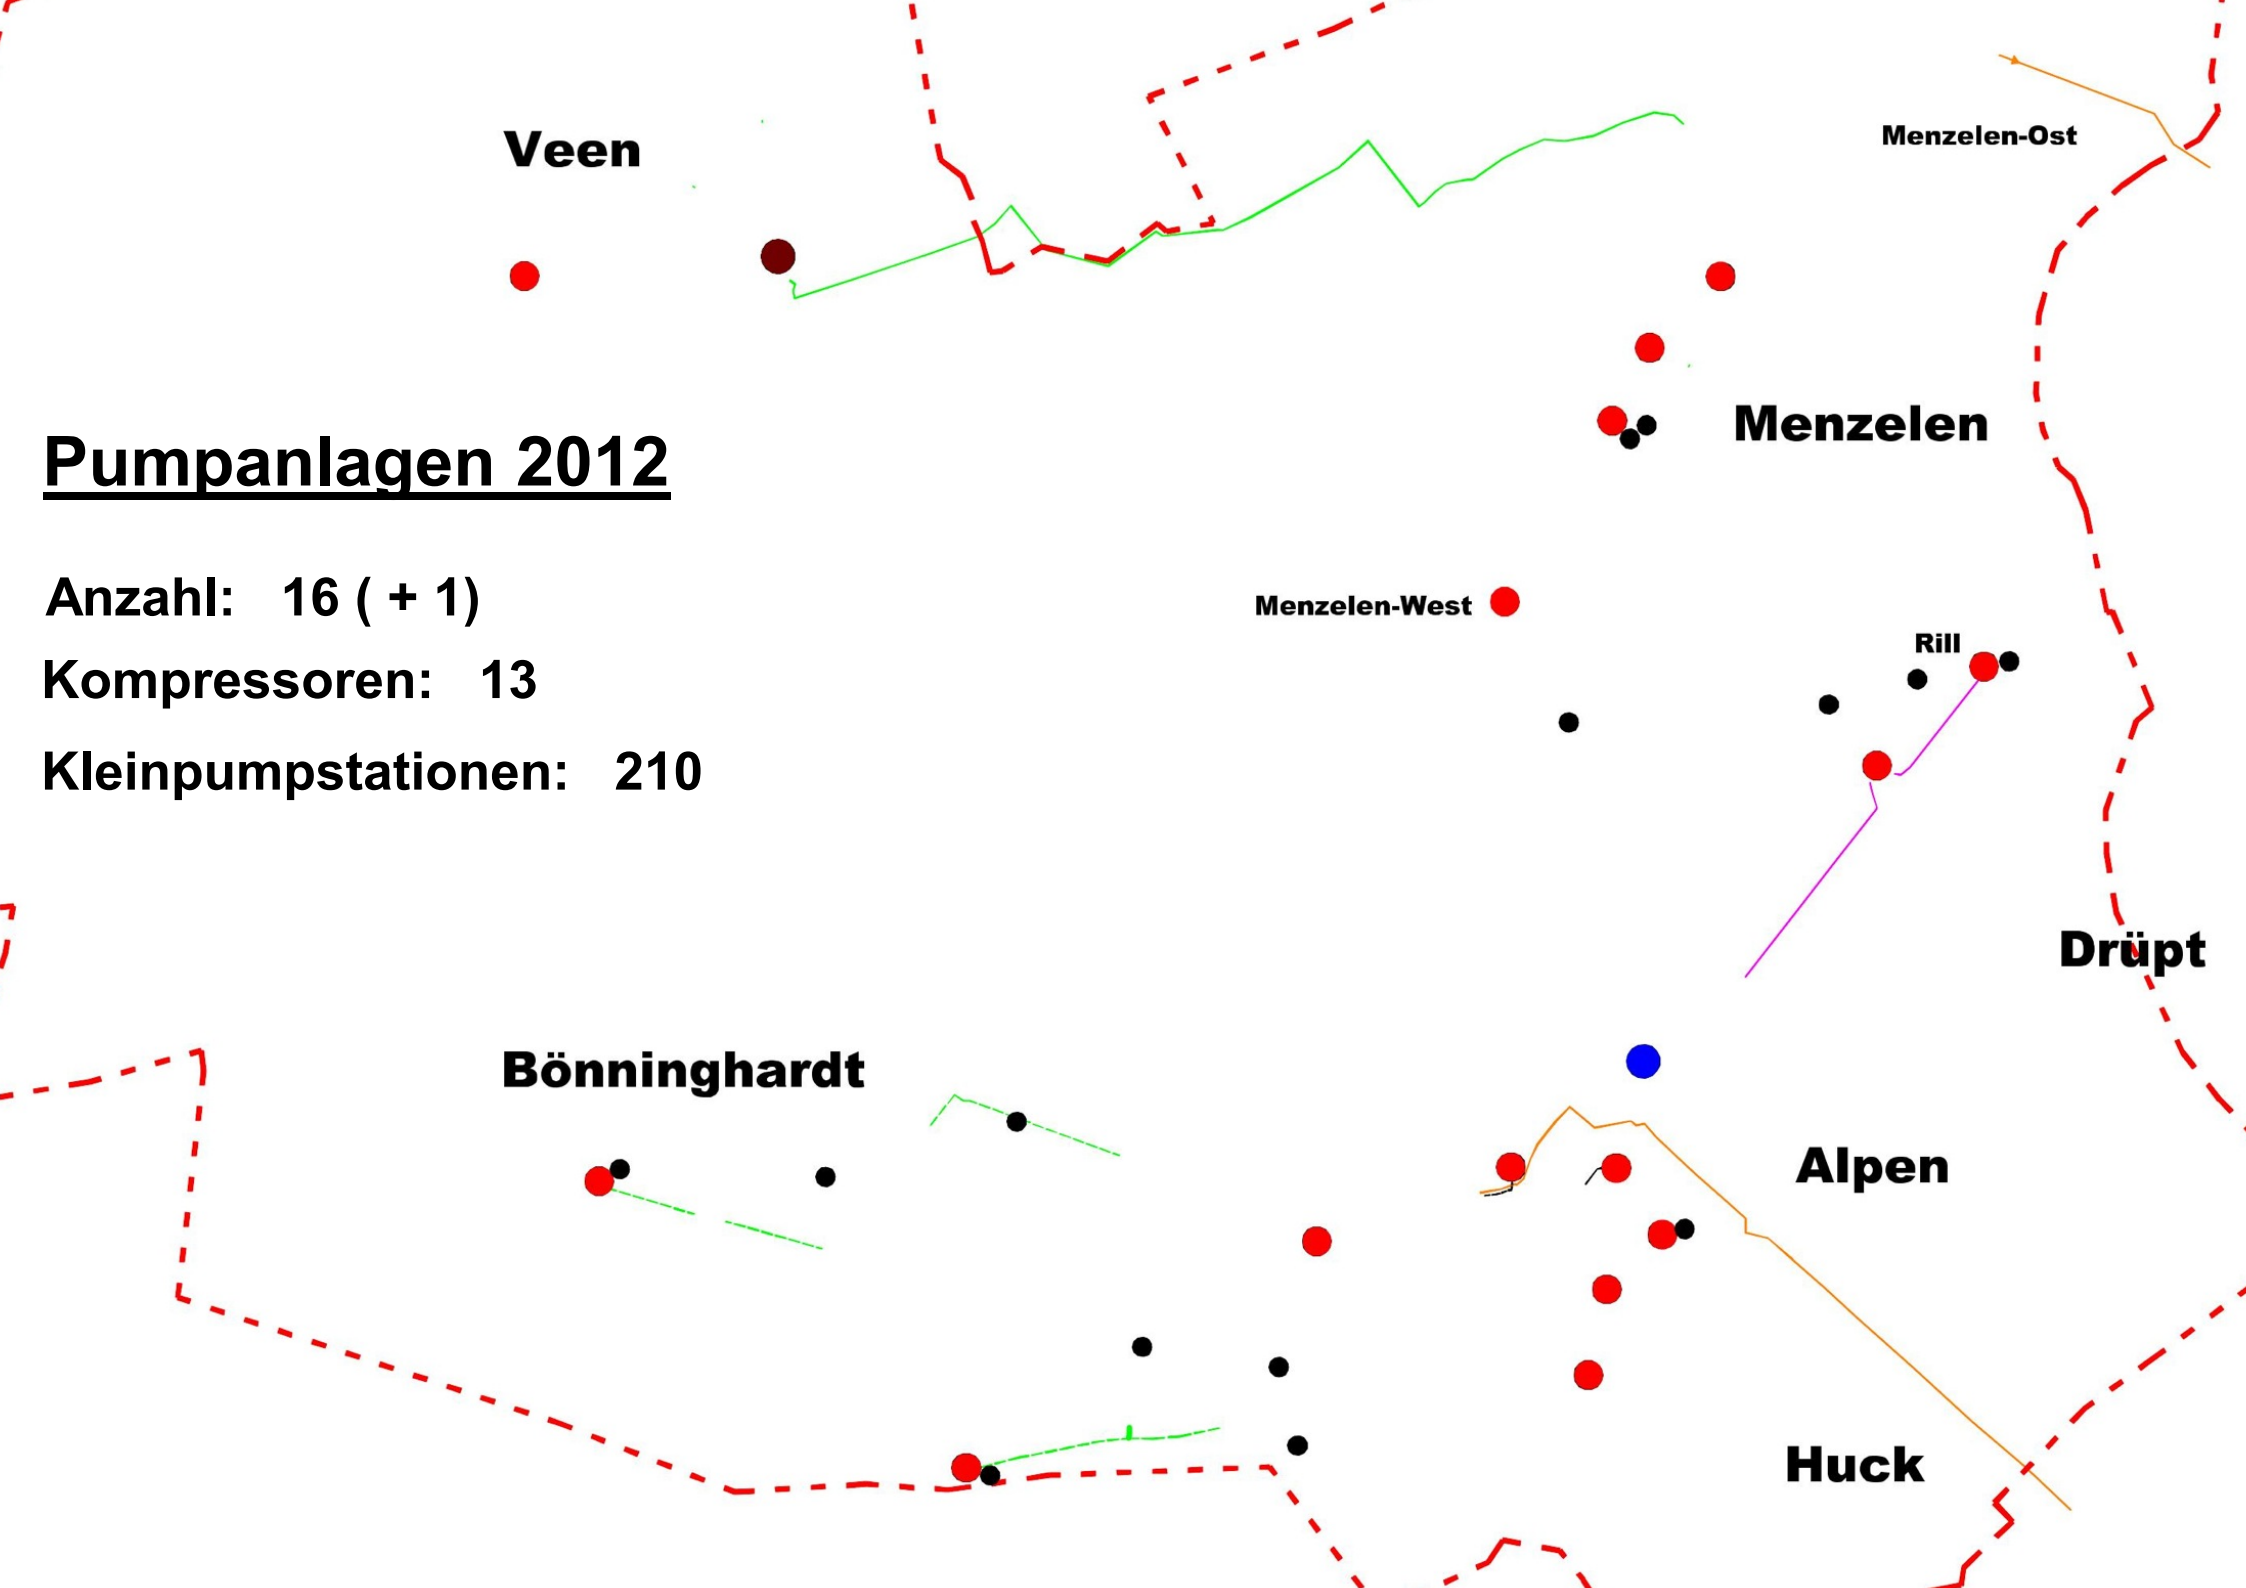 Veen
Menzelen-Ost
Menzelen
Pumpanlagen 2012
Anzahl: 16 ( + 1)
Menzelen-West
Rill
Kompressoren: 13
Kleinpumpstationen: 210
Drüpt
Bönninghardt
Alpen
Huck